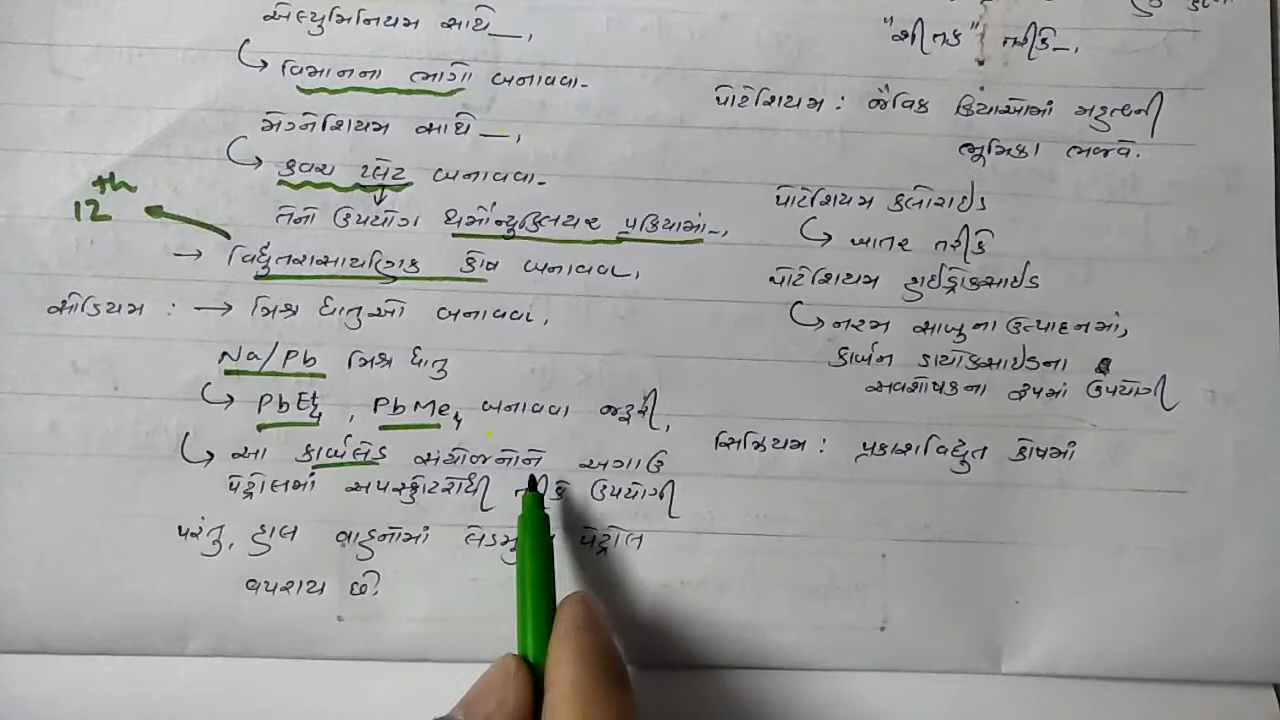 એલ્યુમિનિયમ સાથે –,
વિમાનના ભાગો બનાવવા-
મેગ્નેશિયમ સાથે –,
કવચ પ્લેટ બનાવવા-
12th
તેનો ઉપયોગ થર્મોન્યુક્લિયર પ્રક્રિયામાં-,
→ વિદ્યુતરાસાયણિક કોષ બનાવવા,
સોડિયમ : → મિશ્ર ધાતુઓ બનાવવા,
Na/Pb મિશ્ર ધાતુ
PbEt4, PbMe4 બનાવવા જરૂરી,
આ કાર્બલેડ સંયોજનોને અગાઉ
પેટ્રોલમાં અપસ્ફોટરોધી તરીકે ઉપયોગી
પરંતુ, હાલ વાહનોમાં પેટ્રોલ
વપરાય છે.
"શીતક" તરીકે –,
પોટેશિયમ : જૈવિક ક્રિયાઓમાં મહત્વની
ભૂમિકા ભજવે.
પોટેશિયમ ક્લોરાઇડ
ખાતર તરીકે
પોટેશિયમ હાઇડ્રોક્સાઇડ
નરમ સાબુના ઉત્પાદનમાં,
કાર્બન ડાયોક્સાઇડના
અવશોષકના રૂપમાં ઉપયોગી
સિઝિયમ : પ્રકાશવિદ્યુત કોષમાં